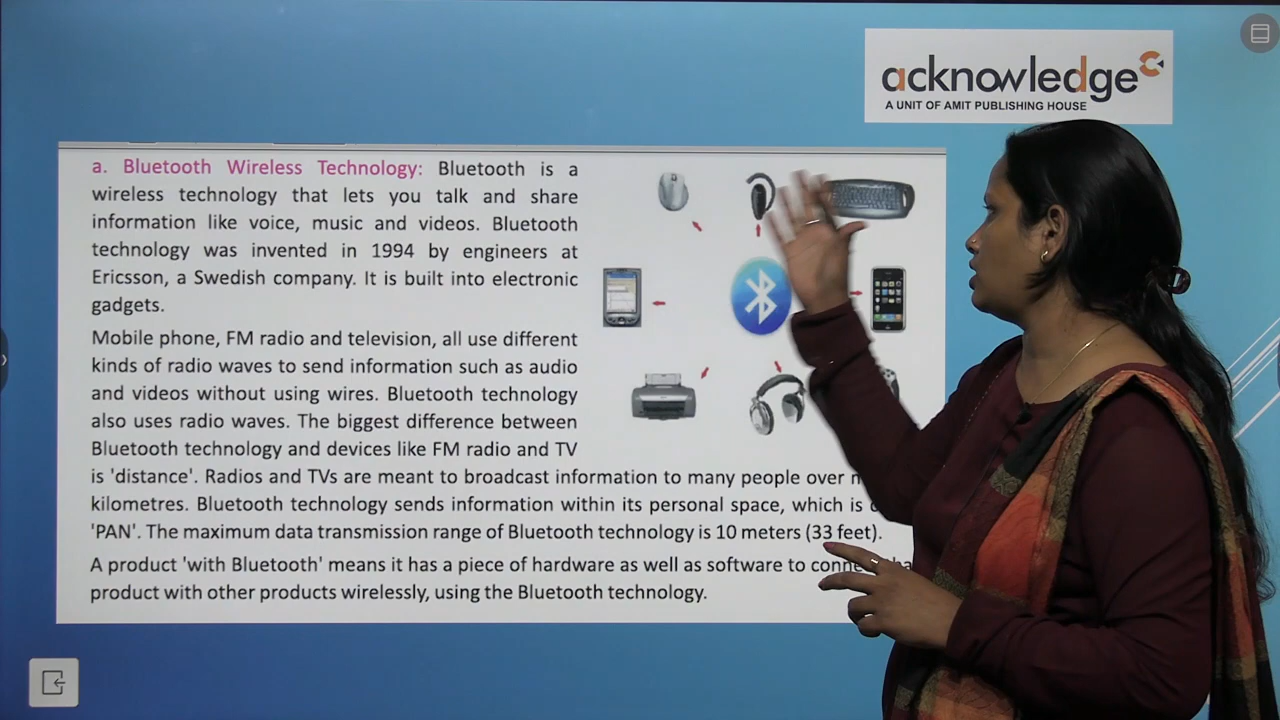 acknowledge
A UNIT OF AMIT PUBLISHING HOUSE
a. Bluetooth Wireless Technology: Bluetooth is a
wireless technology that lets you talk and share
information like voice, music and videos. Bluetooth
technology was invented in 1994 by engineers at
Ericsson, a Swedish company. It is built into electronic
gadgets.
Mobile phone, FM radio and television, all use different
kinds of radio waves to send information such as audio
and videos without using wires. Bluetooth technology
also uses radio waves. The biggest difference between
Bluetooth technology and devices like FM radio and TV
is 'distance'. Radios and TVs are meant to broadcast information to many people over
kilometres. Bluetooth technology sends information within its personal space, which is
'PAN'. The maximum data transmission range of Bluetooth technology is 10 meters (33 feet).
A product 'with Bluetooth' means it has a piece of hardware as well as software to
product with other products wirelessly, using the Bluetooth technology.